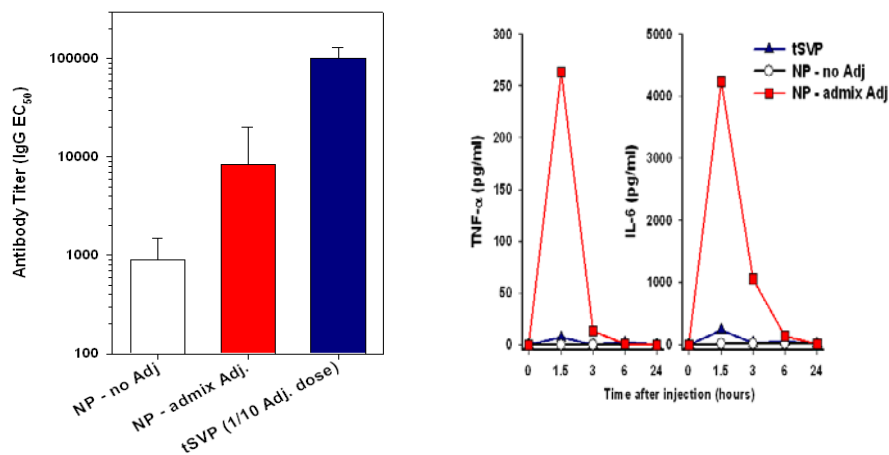 Antibody Titer (IgG EC50)
100000
10000
1000
100
NP - no Adj
NP - admix Adj.
tSVP (1/10 Adj. dose)
TNF-α (pg/ml)
300
250
200
150
100
50
0
0 1.5 3 6 24
IL-6 (pg/ml)
5000
4000
3000
2000
1000
0
0 1.5 3 6 24
Time after injection (hours)
tSVP
NP - no Adj
NP - admix Adj